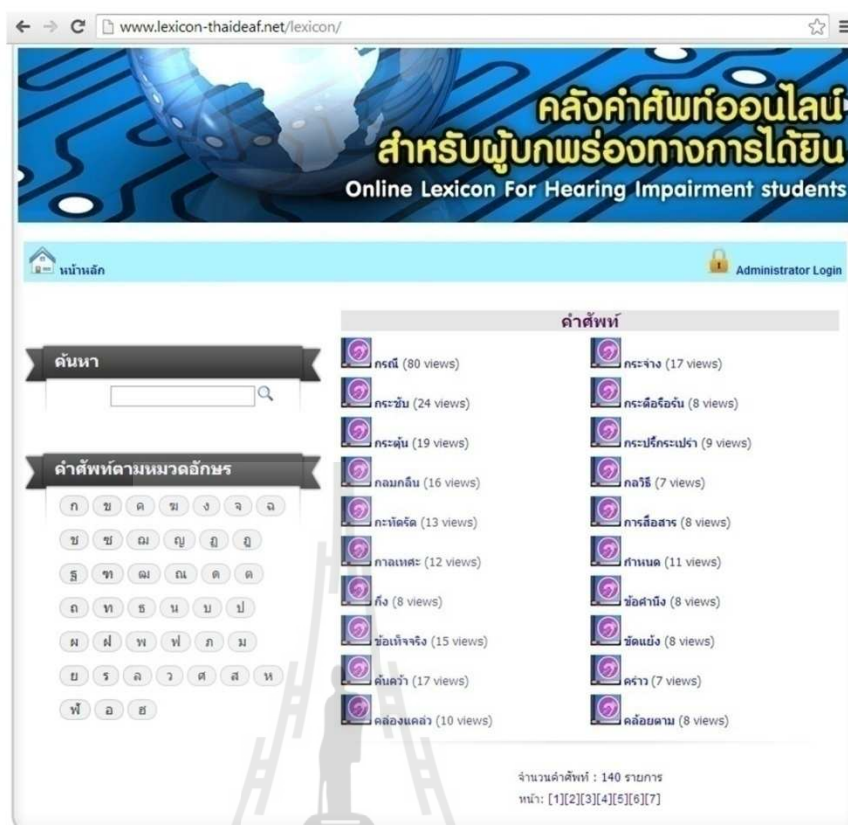 www.lexicon-thaideaf.net/lexicon/
คลังคำศัพท์ออนไลน์
สำหรับผู้บกพร่องทางการได้ยิน
Online Lexicon For Hearing Impairment students
หน้าหลัก
Administrator Login
ค้นหา
คำศัพท์ตามหมวดอักษร
ก ข ค ฆ ง จ ฉ
ช ซ ฌ ญ ฎ ฏ
ฐ ฑ ฒ ณ ด ต
ถ ท ธ น บ ป
ผ ฝ พ ฟ ภ ม
ย ร ล ว ศ ส ห
ฬ อ ฮ
คำศัพท์
กรณี (80 views) กระจ่าง (17 views)
กระชับ (24 views) กระตือรือร้น (8 views)
กระตุ้น (19 views) กระปรี้กระเปร่า (9 views)
กลมกลืน (16 views) กลวิธี (7 views)
กะทัดรัด (13 views) การสื่อสาร (8 views)
กาลเทศะ (12 views) กำหนด (11 views)
กึ่ง (8 views) ข้อคำนึง (8 views)
ข้อเท็จจริง (15 views) ขัดแย้ง (8 views)
ค้นคว้า (17 views) คร่าว (7 views)
คล่องแคล่ว (10 views) คล้อยตาม (8 views)
จำนวนคำศัพท์ : 140 รายการ
หน้า: [1][2][3][4][5][6][7]